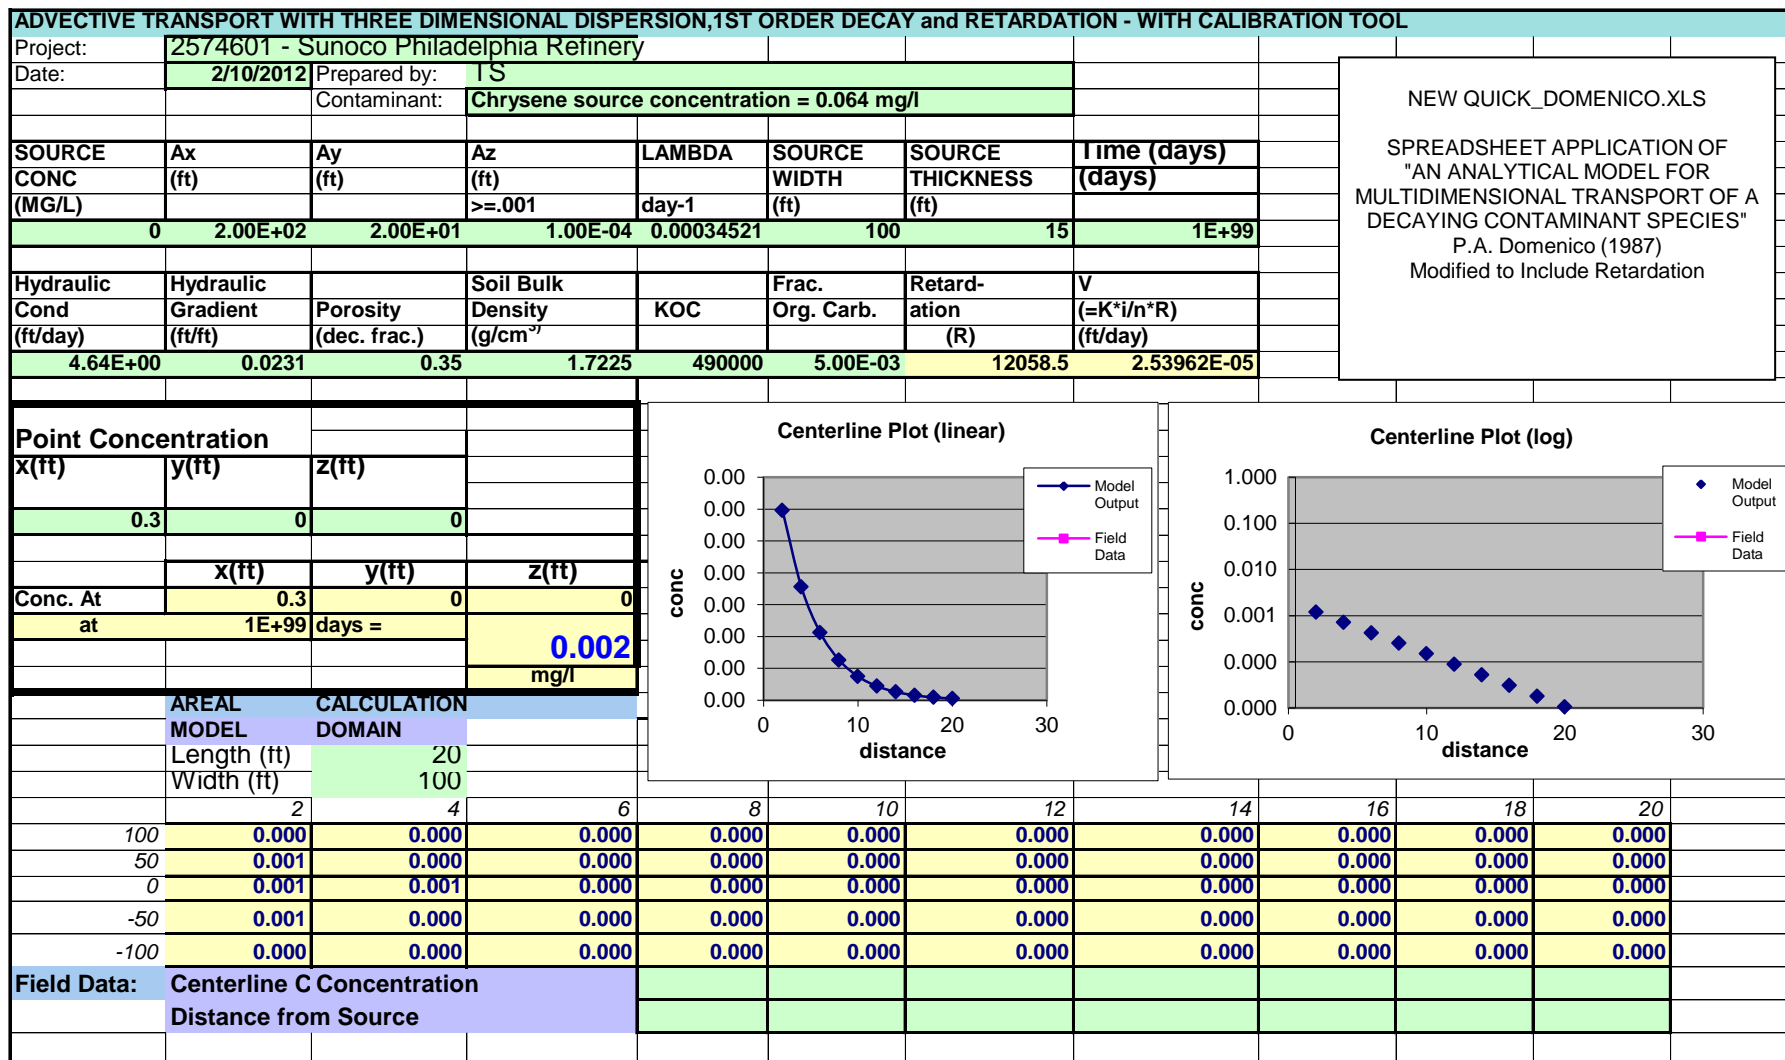 ADVECTIVE TRANSPORT WITH THREE DIMENSIONAL DISPERSION,1ST ORDER DECAY and RETARDATION - WITH CALIBRATION TOOL
Project: 2574601 - Sunoco Philadelphia Refinery
Date: 2/10/2012 Prepared by: TS
Contaminant: Chrysene source concentration = 0.064 mg/l
NEW QUICK_DOMENICO.XLS
SPREADSHEET APPLICATION OF
"AN ANALYTICAL MODEL FOR
MULTIDIMENSIONAL TRANSPORT OF A
DECAYING CONTAMINANT SPECIES"
P.A. Domenico (1987)
Modified to Include Retardation
SOURCE Ax Ay Az LAMBDA SOURCE SOURCE Time (days)
CONC (ft) (ft) (ft) WIDTH THICKNESS (days)
(MG/L) >=.001 day-1 (ft) (ft)
0 2.00E+02 2.00E+01 1.00E-04 0.00034521 100 15 1E+99
Hydraulic Hydraulic Soil Bulk Frac. Retard- V
Cond Gradient Porosity Density KOC Org. Carb. ation (=K*i/n*R)
(ft/day) (ft/ft) (dec. frac.) (g/cm3) (R) (ft/day)
4.64E+00 0.0231 0.35 1.7225 490000 5.00E-03 12058.5 2.53962E-05
Point Concentration
x(ft) y(ft) z(ft)
0.3 0 0
x(ft) y(ft) z(ft)
Conc. At 0.3 0 0
at 1E+99 days =
0.002
mg/l
Centerline Plot (linear)
0.00
0.00
0.00
0.00
0.00
0.00
0.00
0.00
0 10 20 30
conc
distance
Model
Output
Field
Data
Centerline Plot (log)
1.000
0.100
0.010
0.001
0.000
0.000
0 10 20 30
conc
distance
Model
Output
Field
Data
AREAL CALCULATION
MODEL DOMAIN
Length (ft) 20
Width (ft) 100
2 4 6 8 10 12 14 16 18 20
100 0.000 0.000 0.000 0.000 0.000 0.000 0.000 0.000 0.000 0.000
50 0.001 0.000 0.000 0.000 0.000 0.000 0.000 0.000 0.000 0.000
0 0.001 0.001 0.000 0.000 0.000 0.000 0.000 0.000 0.000 0.000
-50 0.001 0.000 0.000 0.000 0.000 0.000 0.000 0.000 0.000 0.000
-100 0.000 0.000 0.000 0.000 0.000 0.000 0.000 0.000 0.000 0.000
Field Data: Centerline C Concentration
Distance from Source